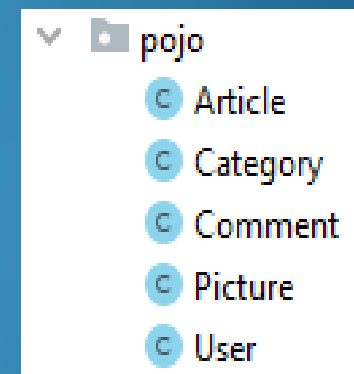 pojo
C Article
C Category
C Comment
C Picture
C User